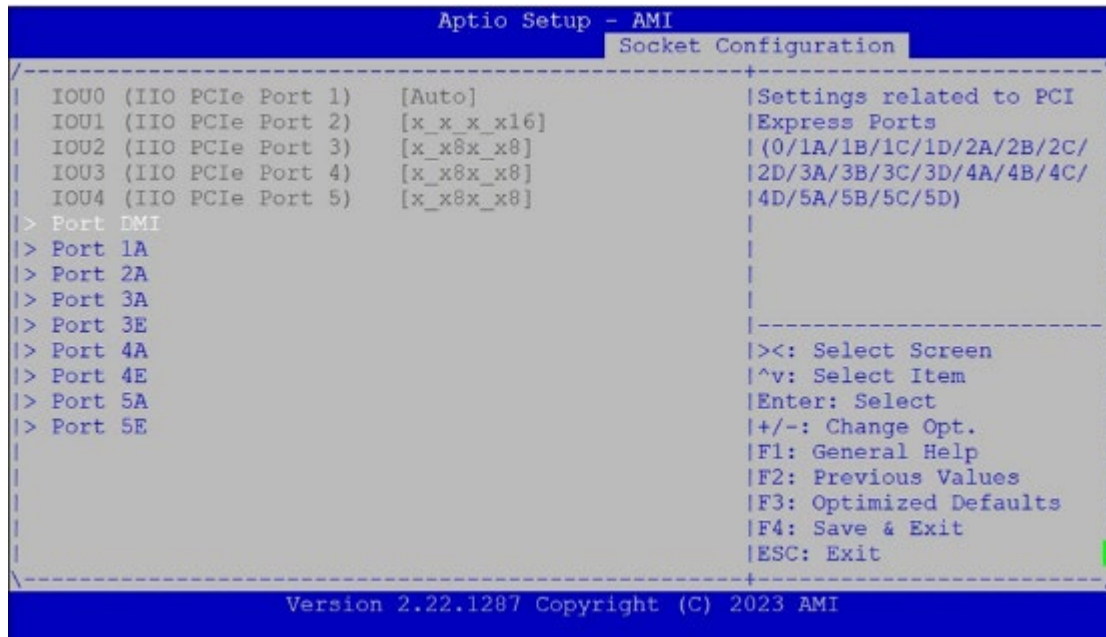 Aptio Setup - AMI
Socket Configuration
/----------------------------------------------------+-------------------------\
| IOU0 (IIO PCIe Port 1) [Auto] |Settings related to PCI
| IOU1 (IIO PCIe Port 2) [x_x_x_x16] |Express Ports
| IOU2 (IIO PCIe Port 3) [x_x8x_x8] |(0/1A/1B/1C/1D/2A/2B/2C/
| IOU3 (IIO PCIe Port 4) [x_x8x_x8] |2D/3A/3B/3C/3D/4A/4B/4C/
| IOU4 (IIO PCIe Port 5) [x_x8x_x8] |4D/5A/5B/5C/5D)
|> Port DMI |
|> Port 1A |
|> Port 2A |
|> Port 3A |
|> Port 3E |-------------------------
|> Port 4A |><: Select Screen
|> Port 4E |^v: Select Item
|> Port 5A |Enter: Select
|> Port 5E |+/-: Change Opt.
| |F1: General Help
| |F2: Previous Values
| |F3: Optimized Defaults
| |F4: Save & Exit
| |ESC: Exit
\----------------------------------------------------+-------------------------/
Version 2.22.1287 Copyright (C) 2023 AMI